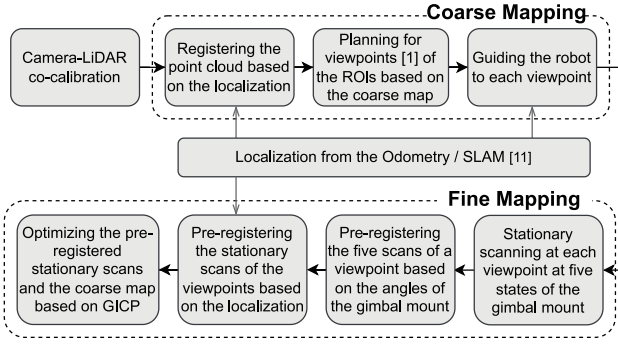 Coarse Mapping
Camera-LiDAR
co-calibration
Registering the
point cloud based
on the localization
Planning for
viewpoints [1] of
the ROIs based on
the coarse map
Guiding the robot
to each viewpoint
Localization from the Odometry / SLAM [11]
Fine Mapping
Optimizing the pre-
registered
stationary scans
and the coarse map
based on GICP
Pre-registering
the stationary
scans of the
viewpoints based
on the localization
Pre-registering
the five scans of a
viewpoint based
on the angles of
the gimbal mount
Stationary
scanning at each
viewpoint at five
states of the
gimbal mount